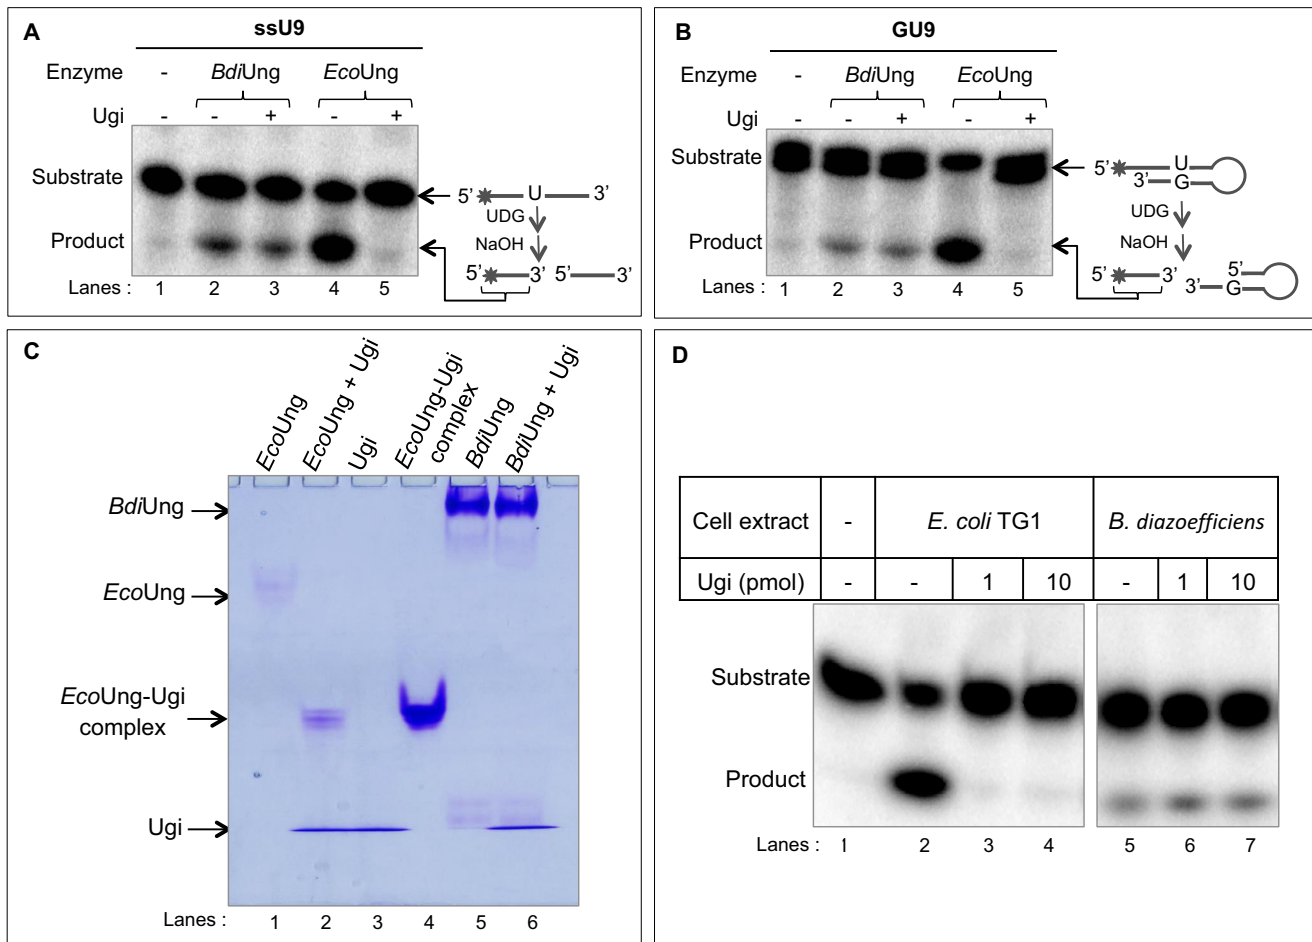 A
ssU9
Enzyme - BdiUng EcoUng
Ugi - - + - +
Substrate
Product
5’ U 3’
UDG
NaOH
5’ 3’ 5’ 3’
Lanes : 1 2 3 4 5
B
GU9
Enzyme - BdiUng EcoUng
Ugi - - + - +
Substrate
Product
5’ U
3’ G
UDG
NaOH
5’ 3’ 5’
3’ G
Lanes : 1 2 3 4 5
C
EcoUng
EcoUng + Ugi
Ugi
EcoUng-Ugi
complex
BdiUng
BdiUng + Ugi
BdiUng
EcoUng
EcoUng-Ugi
complex
Ugi
Lanes : 1 2 3 4 5 6
D
Cell extract - E. coli TG1 B. diazoefficiens
Ugi (pmol) - - 1 10 - 1 10
Substrate
Product
Lanes : 1 2 3 4 5 6 7